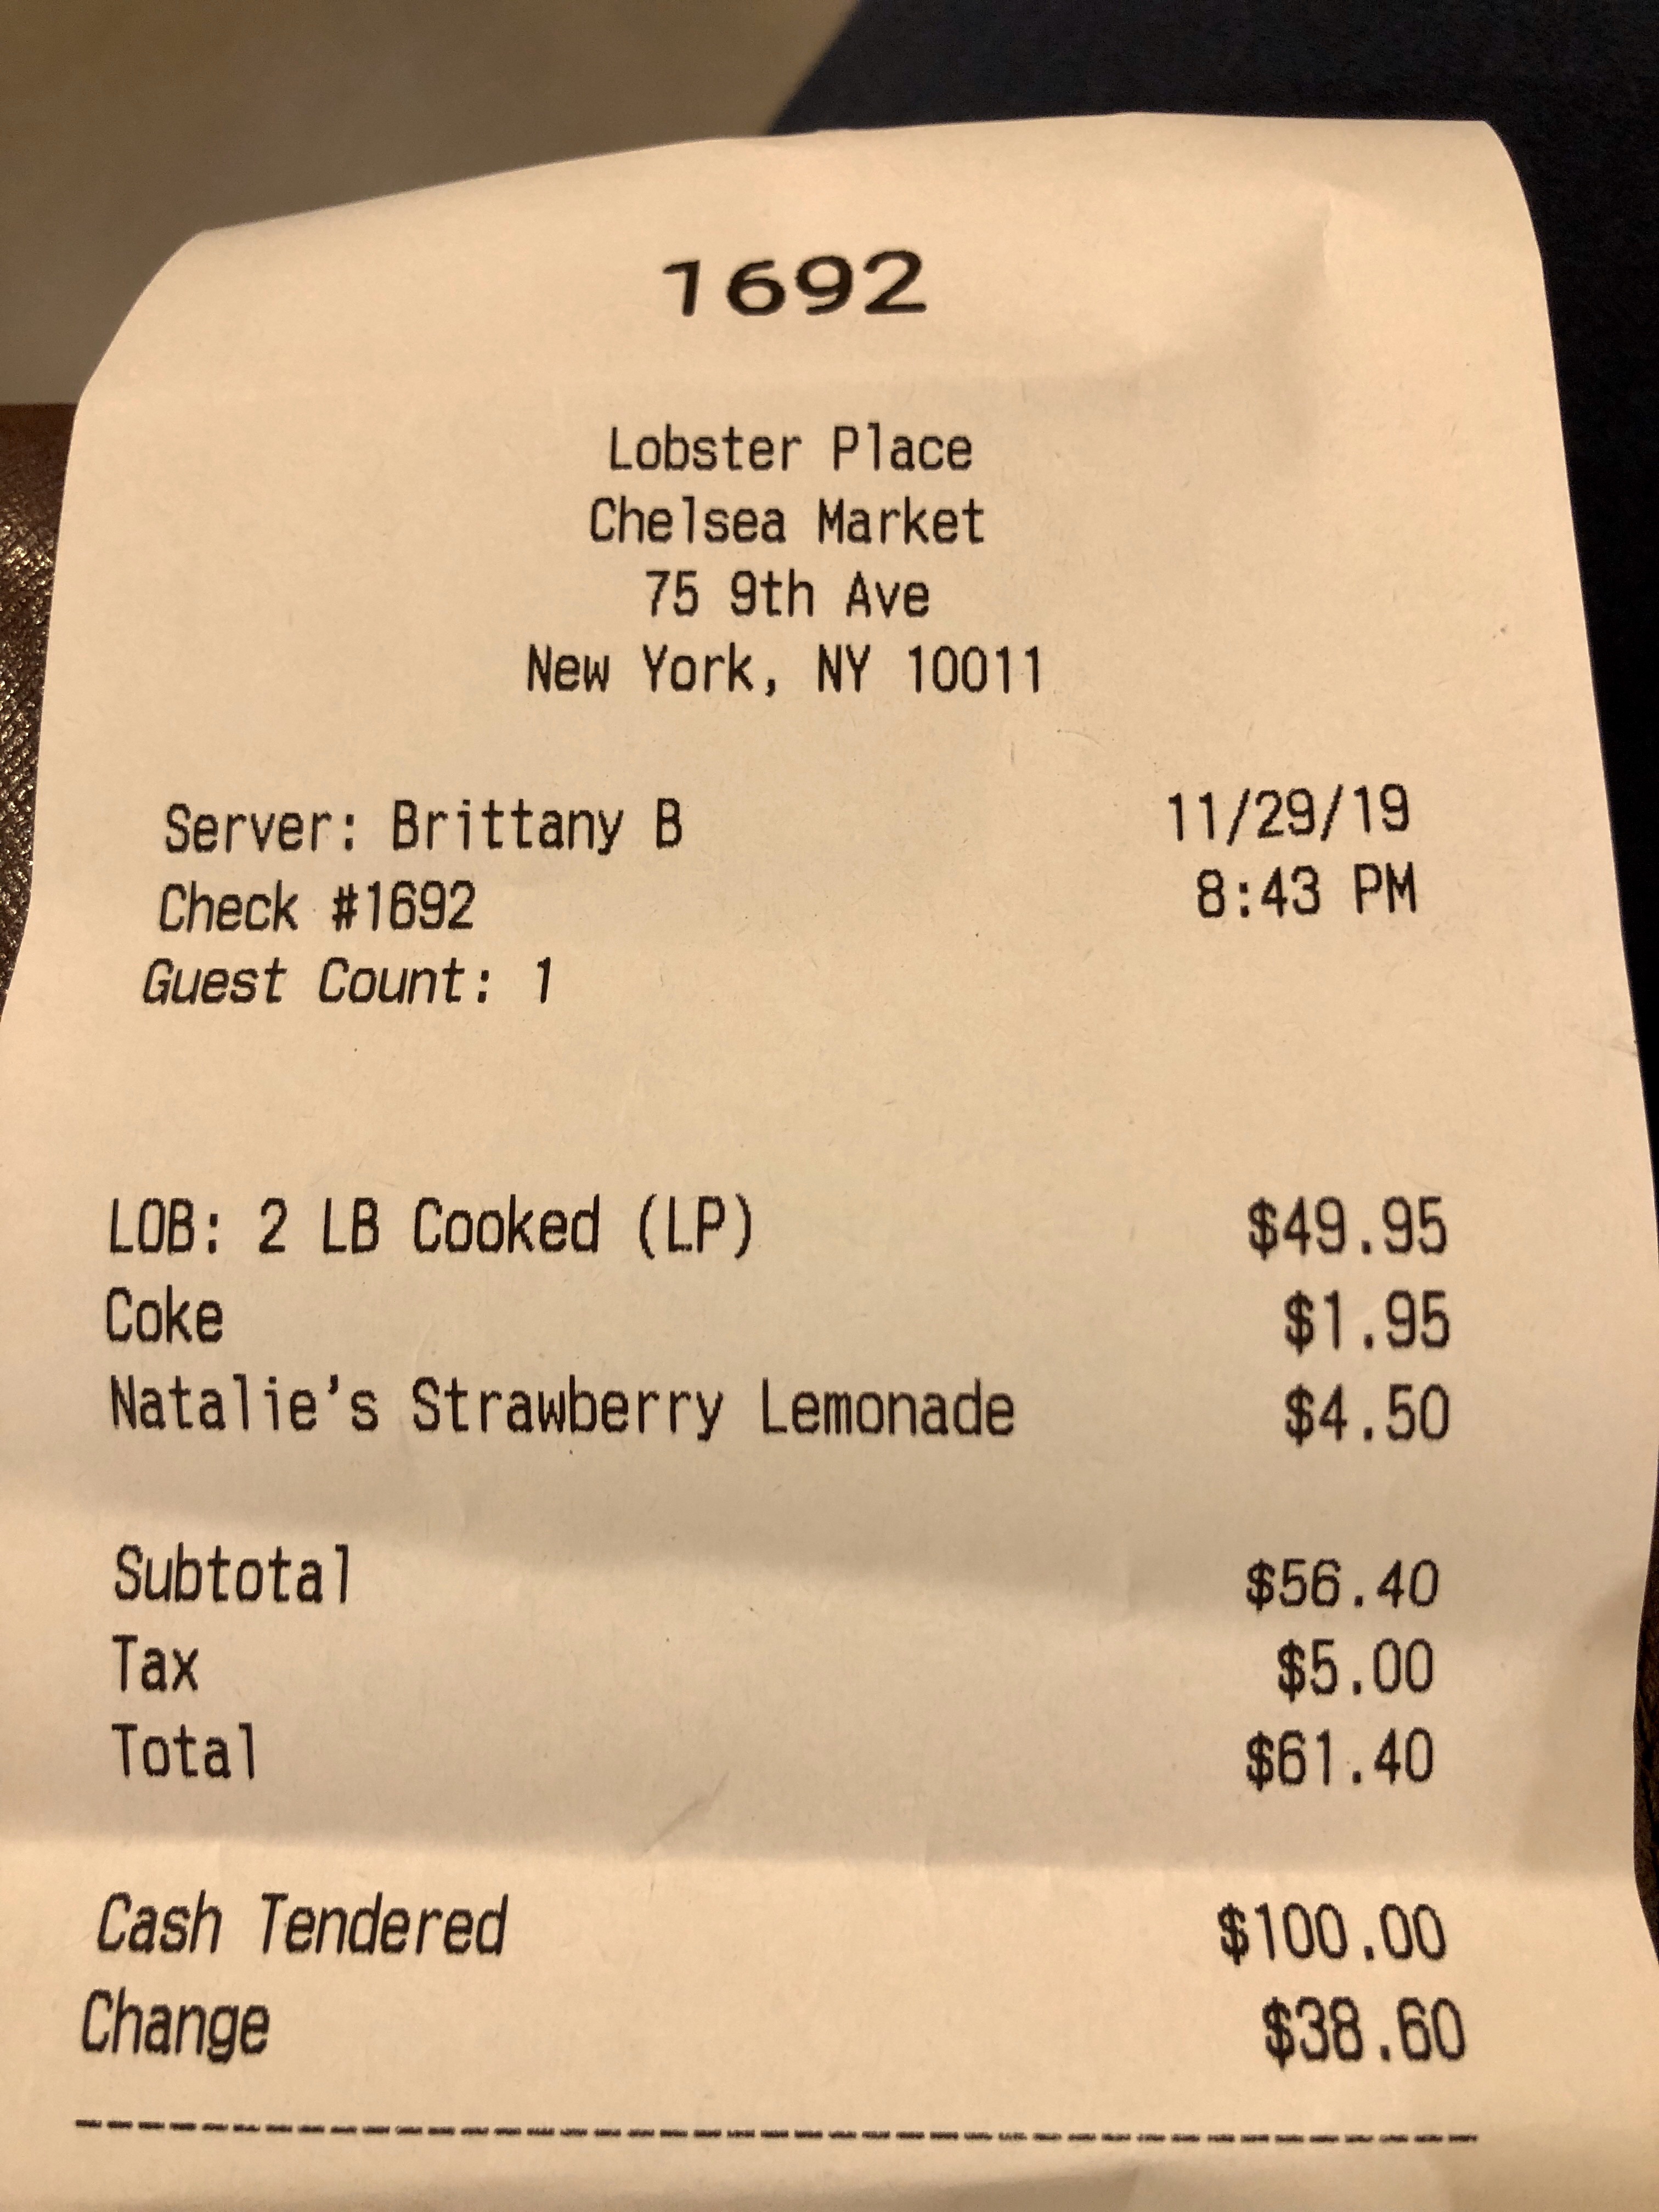 1692
Lobster Place
Chelsea Market
75 9th Ave
New York, NY 10011
Server: Brittany B 11/29/19
Check #1692 8:43 PM
Guest Count: 1
LOB: 2 LB Cooked (LP) $49.95
Coke $1.95
Natalie's Strawberry Lemonade $4.50
Subtotal $56.40
Tax $5.00
Total $61.40
Cash Tendered $100.00
Change $38.60